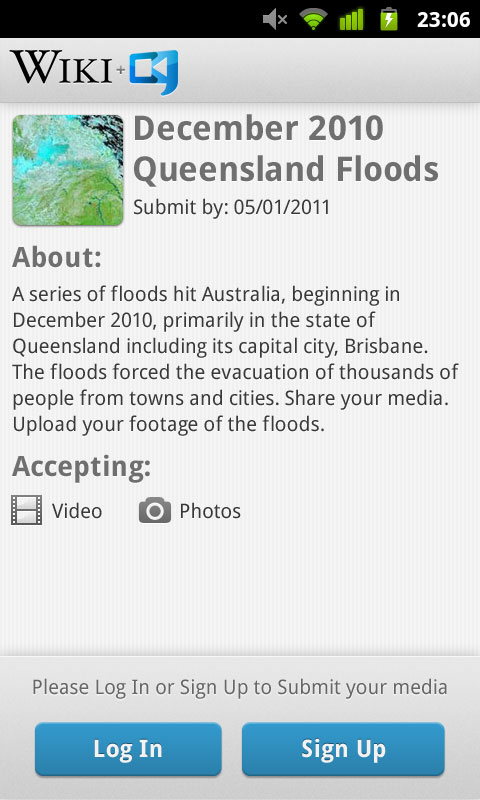 23:06
WIKI+
December 2010
Queensland Floods
Submit by: 05/01/2011
About:
A series of floods hit Australia, beginning in
December 2010, primarily in the state of
Queensland including its capital city, Brisbane.
The floods forced the evacuation of thousands of
people from towns and cities. Share your media.
Upload your footage of the floods.
Accepting:
Video Photos
Please Log In or Sign Up to Submit your media
Log In Sign Up